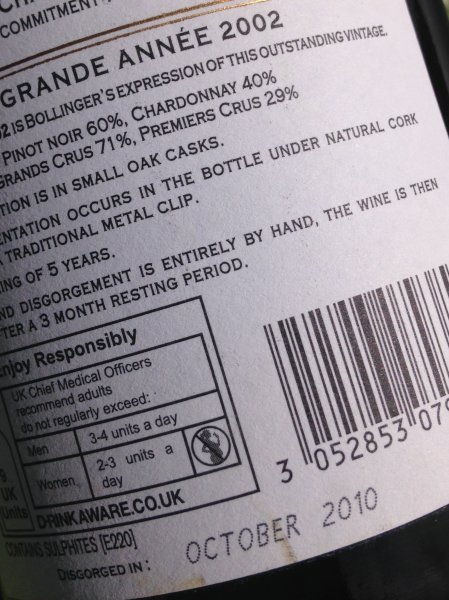 COMMITMENT
GRANDE ANNÉE 2002
2 IS BOLLINGER'S EXPRESSION OF THIS OUTSTANDING VINTAGE.
PINOT NOIR 60%, CHARDONNAY 40%
GRANDS CRUS 71%, PREMIERS CRUS 29%
TION IS IN SMALL OAK CASKS.
ENTATION OCCURS IN THE BOTTLE UNDER NATURAL CORK
A TRADITIONAL METAL CLIP.
ING OF 5 YEARS.
ND DISGORGEMENT IS ENTIRELY BY HAND, THE WINE IS THEN
TER A 3 MONTH RESTING PERIOD.
Enjoy Responsibly
UK Chief Medical Officers
recommend adults
do not regularly exceed:
Men 3-4 units a day
Women 2-3 units a
day
UK
Units
DRINKAWARE.CO.UK
CONTAINS SULPHITES [E220]
DISGORGED IN : OCTOBER 2010
3 052853 079